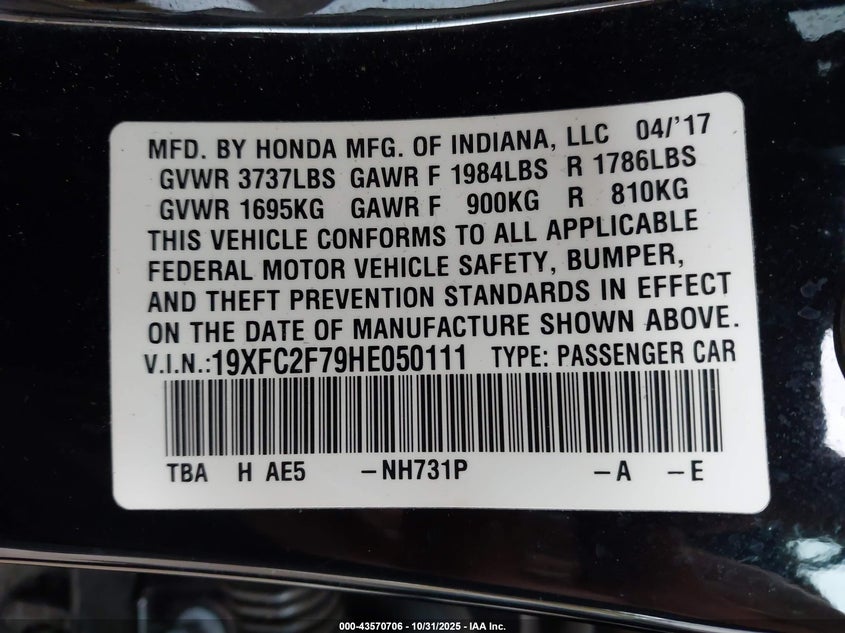 MFD. BY HONDA MFG. OF INDIANA, LLC 04/'17
GVWR 3737LBS GAWR F 1984LBS R 1786LBS
GVWR 1695KG GAWR F 900KG R 810KG
THIS VEHICLE CONFORMS TO ALL APPLICABLE
FEDERAL MOTOR VEHICLE SAFETY, BUMPER,
AND THEFT PREVENTION STANDARDS IN EFFECT
ON THE DATE OF MANUFACTURE SHOWN ABOVE.
V.I.N.:19XFC2F79HE050111 TYPE: PASSENGER CAR
TBA H AE5 –NH731P –A –E
000-43570706 - 10/31/2025 - IAA Inc.